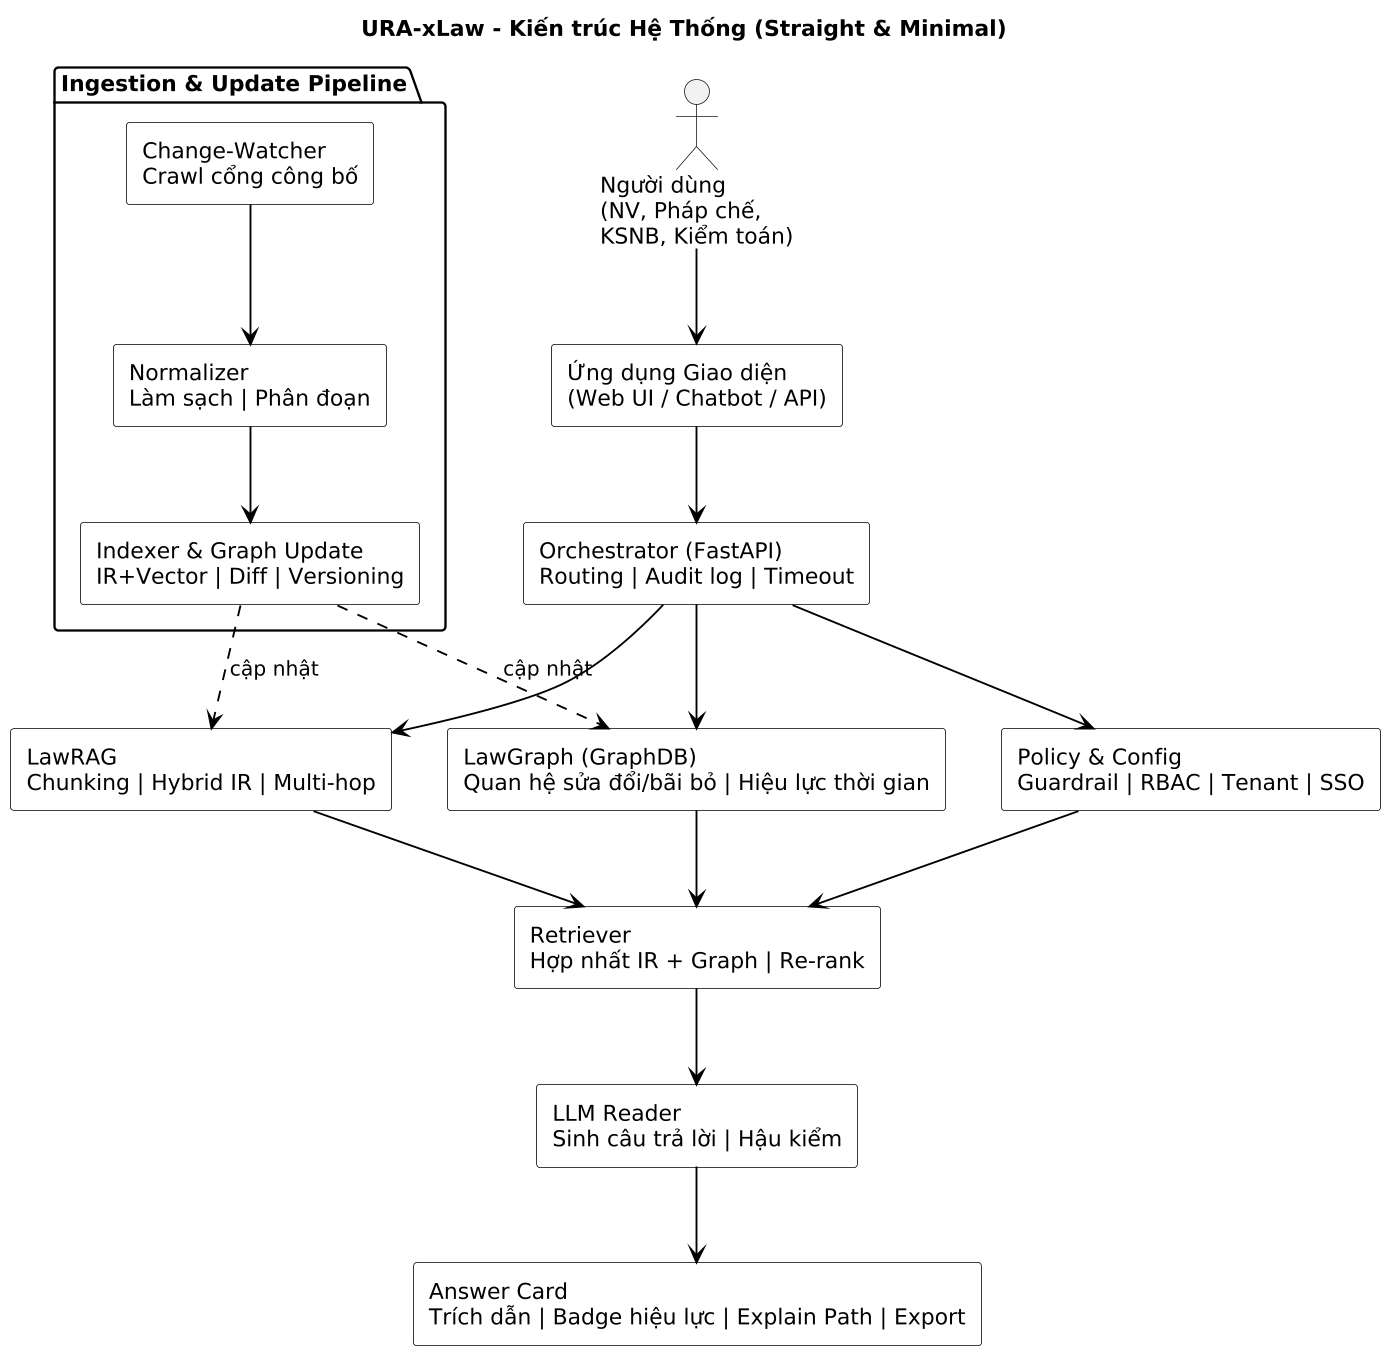 URA-xLaw - Kiến trúc Hệ Thống (Straight & Minimal)
Ingestion & Update Pipeline
Change-Watcher
Crawl cổng công bố
Người dùng
(NV, Pháp chế,
KSNB, Kiểm toán)
Normalizer
Làm sạch | Phân đoạn
Ứng dụng Giao diện
(Web UI / Chatbot / API)
Indexer & Graph Update
IR+Vector | Diff | Versioning
Orchestrator (FastAPI)
Routing | Audit log | Timeout
cập nhật
cập nhật
LawRAG
Chunking | Hybrid IR | Multi-hop
LawGraph (GraphDB)
Quan hệ sửa đổi/bãi bỏ | Hiệu lực thời gian
Policy & Config
Guardrail | RBAC | Tenant | SSO
Retriever
Hợp nhất IR + Graph | Re-rank
LLM Reader
Sinh câu trả lời | Hậu kiểm
Answer Card
Trích dẫn | Badge hiệu lực | Explain Path | Export